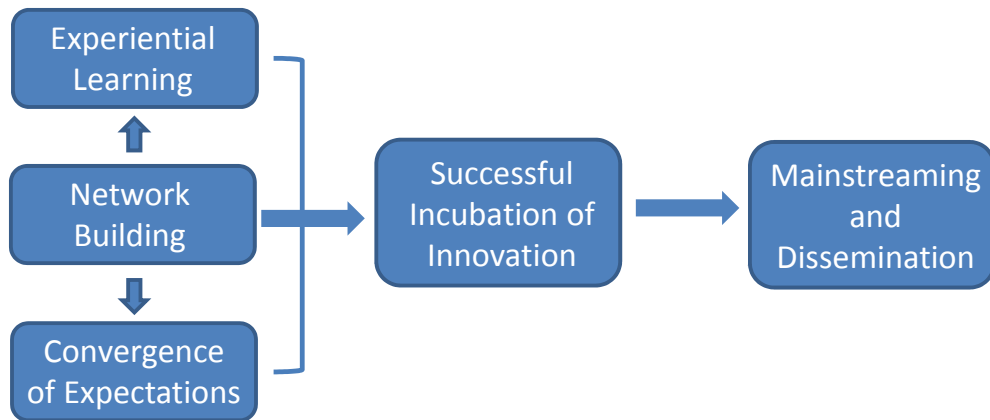 Experiential
Learning
Network
Building
Convergence
of Expectations
Successful
Incubation of
Innovation
Mainstreaming
and
Dissemination